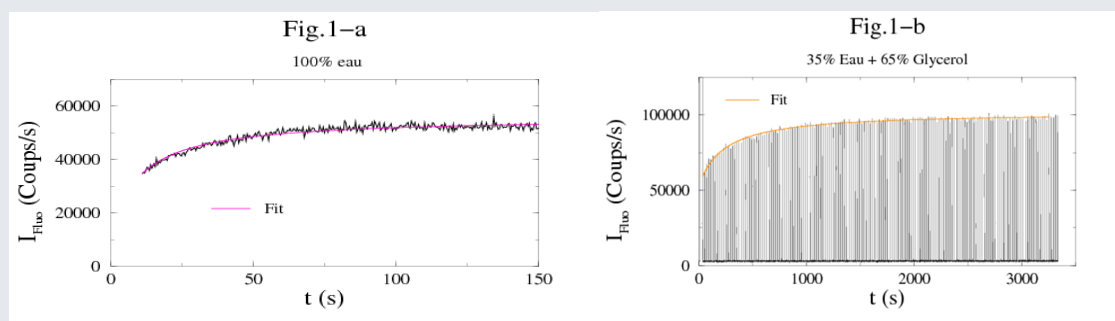 Fig.1-a
100% eau
60000
40000
20000
0
I_Fluo (Coups/s)
Fit
0 50 100 150
t (s)
Fig.1-b
35% Eau + 65% Glycerol
100000
50000
0
I_Fluo (Coups/s)
Fit
0 1000 2000 3000
t (s)